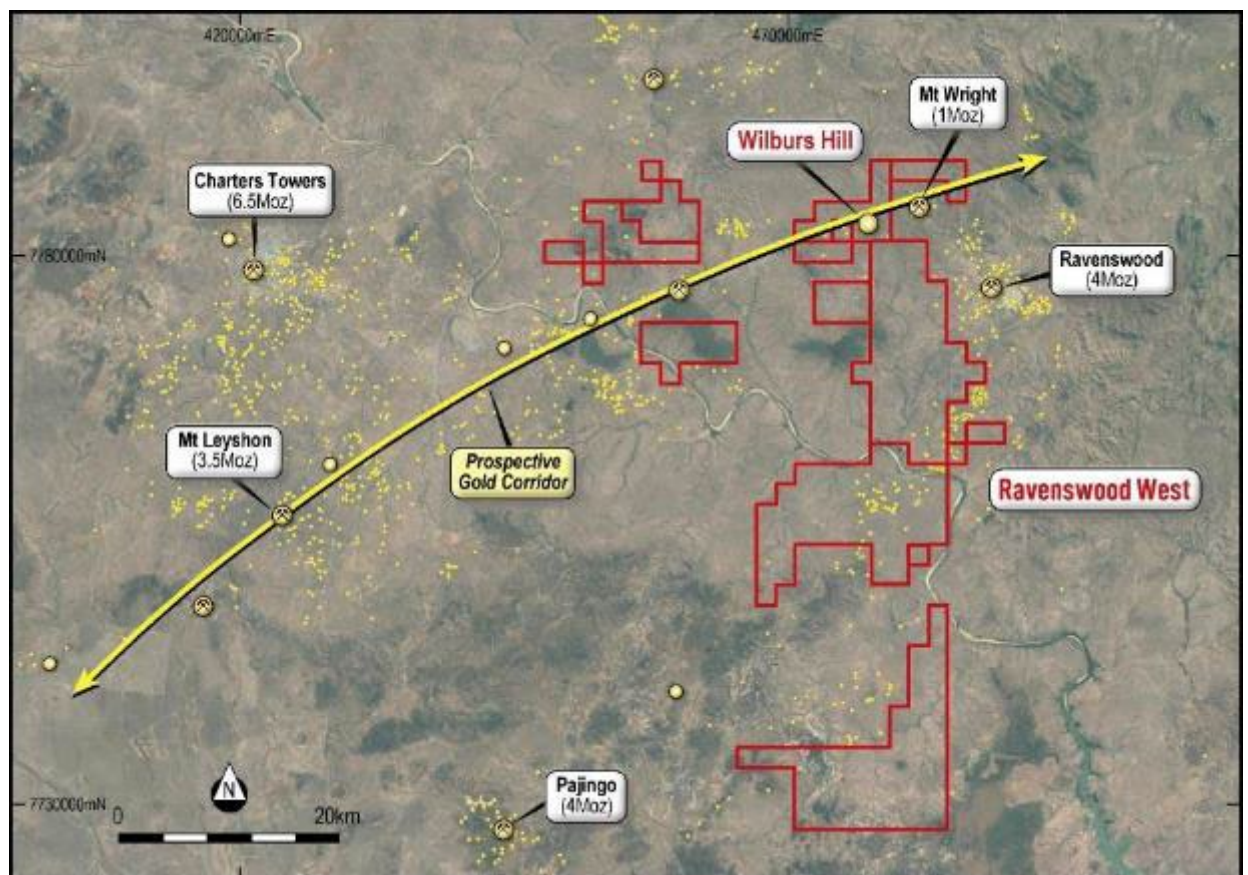 420000mE
470000mE
Mt Wright
(1Moz)
Wilburs Hill
Charters Towers
(6.5Moz)
7780000mN
Ravenswood
(4Moz)
Mt Leyshon
(3.5Moz)
Prospective
Gold Corridor
Ravenswood West
N
0
20km
7730000mN
Pajingo
(4Moz)